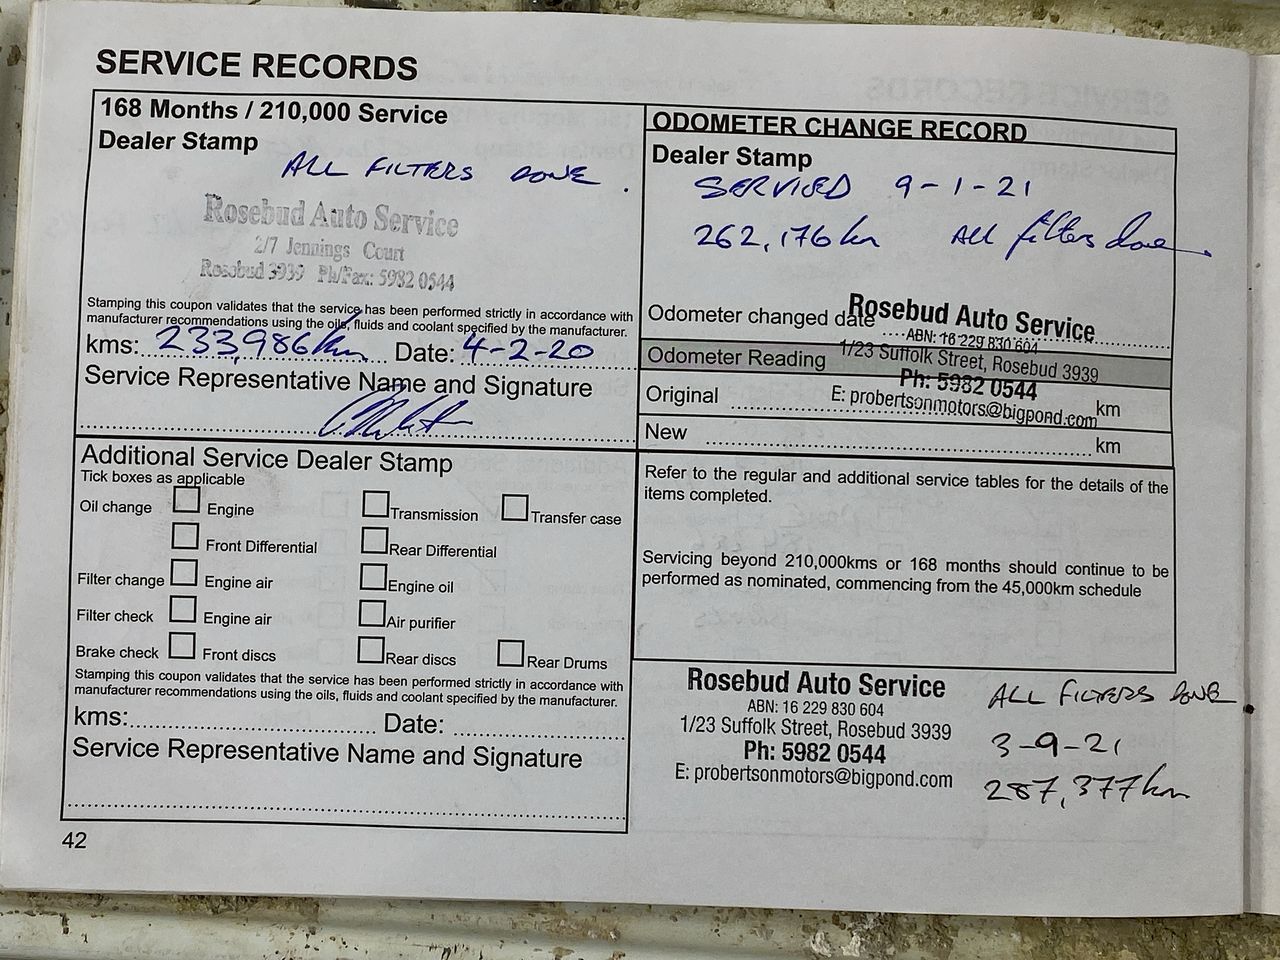 SERVICE RECORDS
168 Months / 210,000 Service
Dealer Stamp
ALL FILTERS DONE.
Rosebud Auto Service
2/7 Jennings Court
Rosebud 3939 Ph/Fax: 5982 0544
Stamping this coupon validates that the service has been performed strictly in accordance with
manufacturer recommendations using the oils, fluids and coolant specified by the manufacturer.
kms: 233,986km Date: 4-2-20
Service Representative Name and Signature
Additional Service Dealer Stamp
Tick boxes as applicable
Oil change Engine Transmission Transfer case
Front Differential Rear Differential
Filter change Engine air Engine oil
Filter check Engine air Air purifier
Brake check Front discs Rear discs Rear Drums
Stamping this coupon validates that the service has been performed strictly in accordance with
manufacturer recommendations using the oils, fluids and coolant specified by the manufacturer.
kms: Date:
Service Representative Name and Signature
42
ODOMETER CHANGE RECORD
Dealer Stamp
SERVICED 9-1-21
262,176km All filters done.
Odometer changed date
Rosebud Auto Service
ABN: 16 229 830 604
Odometer Reading
1/23 Suffolk Street, Rosebud 3939
Ph: 5982 0544
Original km
E: probertsonmotors@bigpond.com
New km
Refer to the regular and additional service tables for the details of the
items completed.
Servicing beyond 210,000kms or 168 months should continue to be
performed as nominated, commencing from the 45,000km schedule
Rosebud Auto Service
ABN: 16 229 830 604
1/23 Suffolk Street, Rosebud 3939
Ph: 5982 0544
E: probertsonmotors@bigpond.com
ALL FILTERS DONE
3-9-21
287,377km